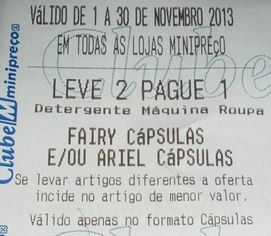 VÁLIDO DE 1 A 30 DE NOVEMBRO 2013
EM TODAS AS LOJAS MINIPREçO
LEVE 2 PAGUE 1
Detergente Máquina Roupa
FAIRY CáPSULAS
E/OU ARIEL CáPSULAS
Se levar artigos diferentes a oferta
incide no artigo de menor valor.
Válido apenas no formato Cápsulas
Clube M minipreço
Clube